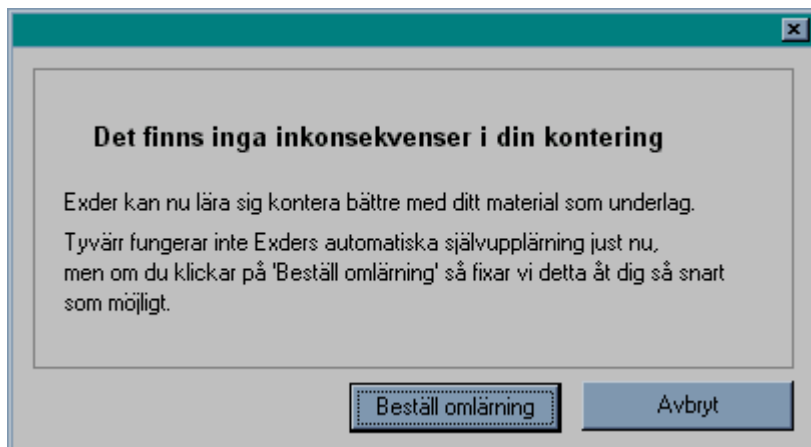 Det finns inga inkonsekvenser i din kontering
Exder kan nu lära sig kontera bättre med ditt material som underlag.
Tyvärr fungerar inte Exders automatiska självupplärning just nu,
men om du klickar på 'Beställ omlärning' så fixar vi detta åt dig så snart
som möjligt.
Beställ omlärning
Avbryt